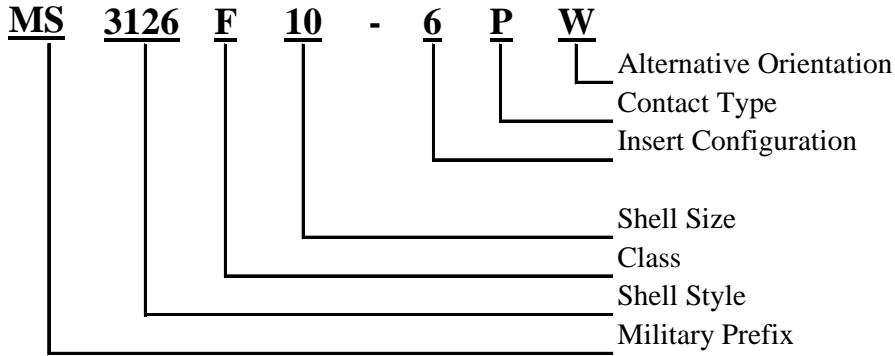 MS 3126 F 10 - 6 P W
Alternative Orientation
Contact Type
Insert Configuration
Shell Size
Class
Shell Style
Military Prefix